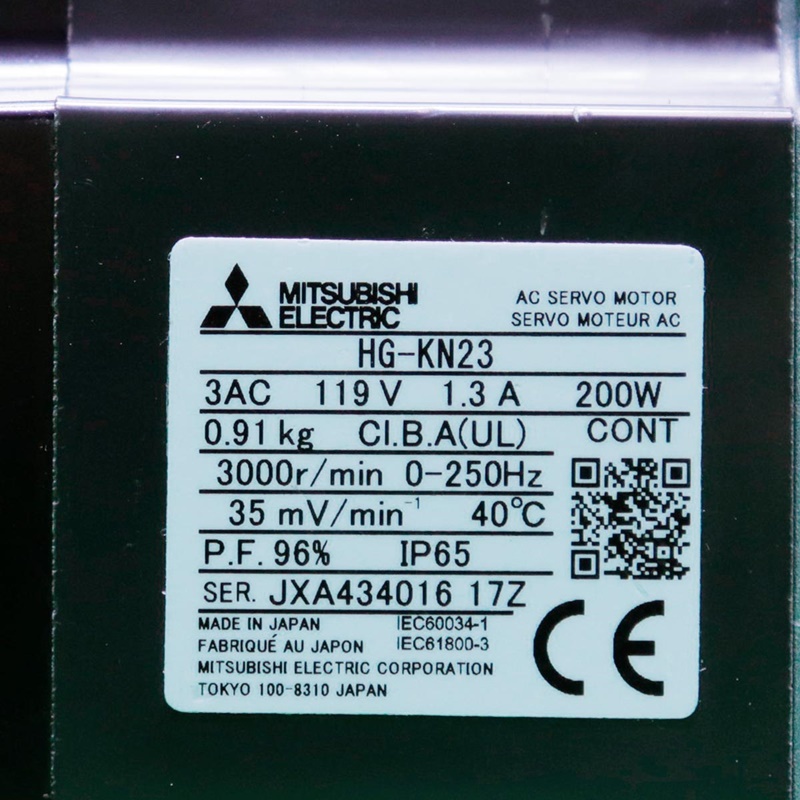 MITSUBISHI
ELECTRIC
AC SERVO MOTOR
SERVO MOTEUR AC
HG-KN23
3AC 119 V 1.3 A 200W
0.91 kg CI.B.A(UL) CONT
3000r/min 0-250Hz
35 mV/min⁻¹ 40℃
P.F. 96% IP65
SER. JXA434016 17Z
MADE IN JAPAN IEC60034-1
FABRIQUÉ AU JAPON IEC61800-3
MITSUBISHI ELECTRIC CORPORATION
TOKYO 100-8310 JAPAN
CE